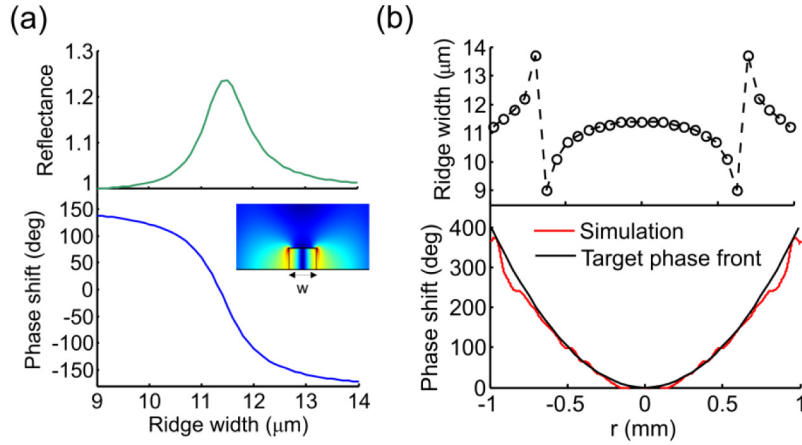 (a)
1.3
1.2
1.1
1
Reflectance
150
100
50
0
-50
-100
-150
Phase shift (deg)
w
9 10 11 12 13 14
Ridge width (μm)
(b)
14
13
12
11
10
9
Ridge width (μm)
400
300
200
100
0
Phase shift (deg)
Simulation
Target phase front
-1 -0.5 0 0.5 1
r (mm)